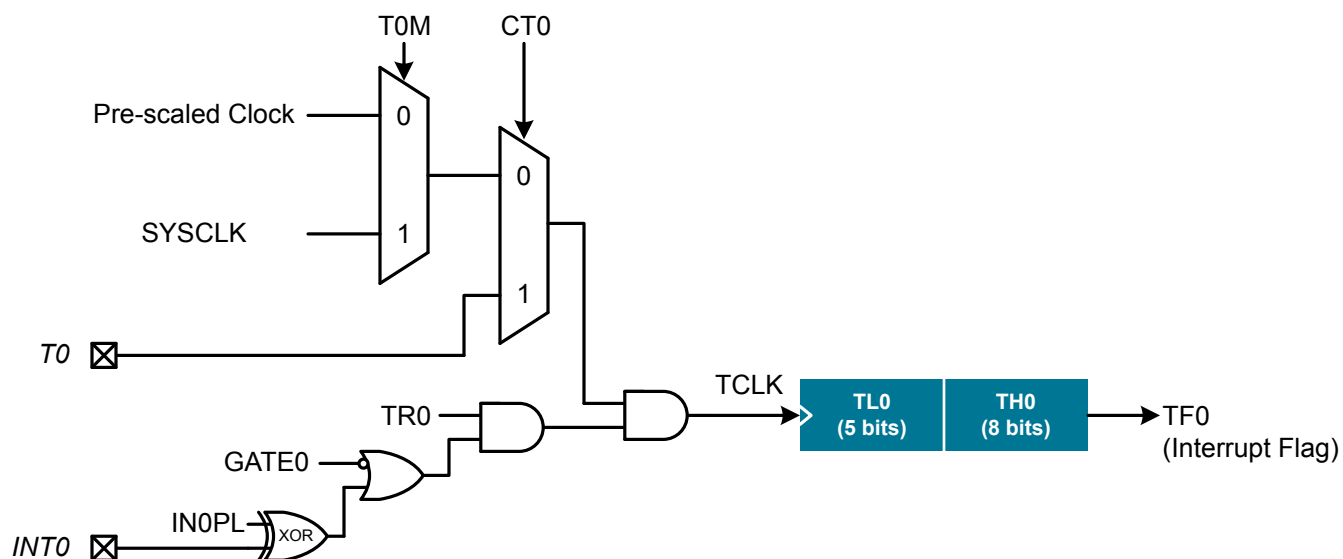 T0M
CT0
Pre-scaled Clock
0
0
SYSCLK
1
1
T0
TCLK
TL0
(5 bits)
TH0
(8 bits)
TR0
TF0
(Interrupt Flag)
GATE0
IN0PL
XOR
INT0